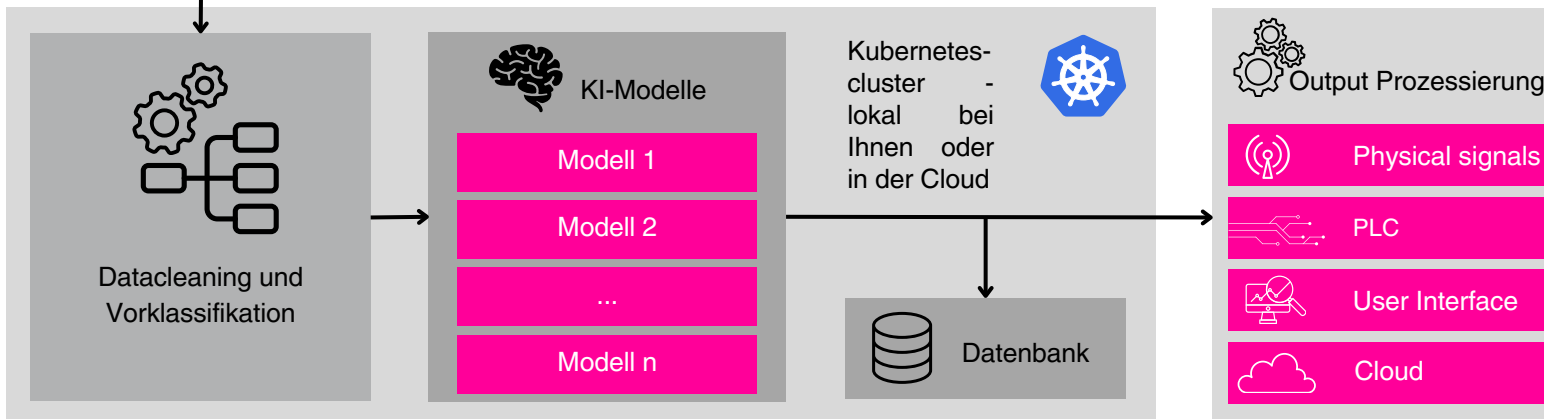 Datacleaning und
Vorklassifikation
KI-Modelle
Modell 1
Modell 2
...
Modell n
Kubernetes-
cluster -
lokal bei
Ihnen oder
in der Cloud
Datenbank
Output Prozessierung
Physical signals
PLC
User Interface
Cloud